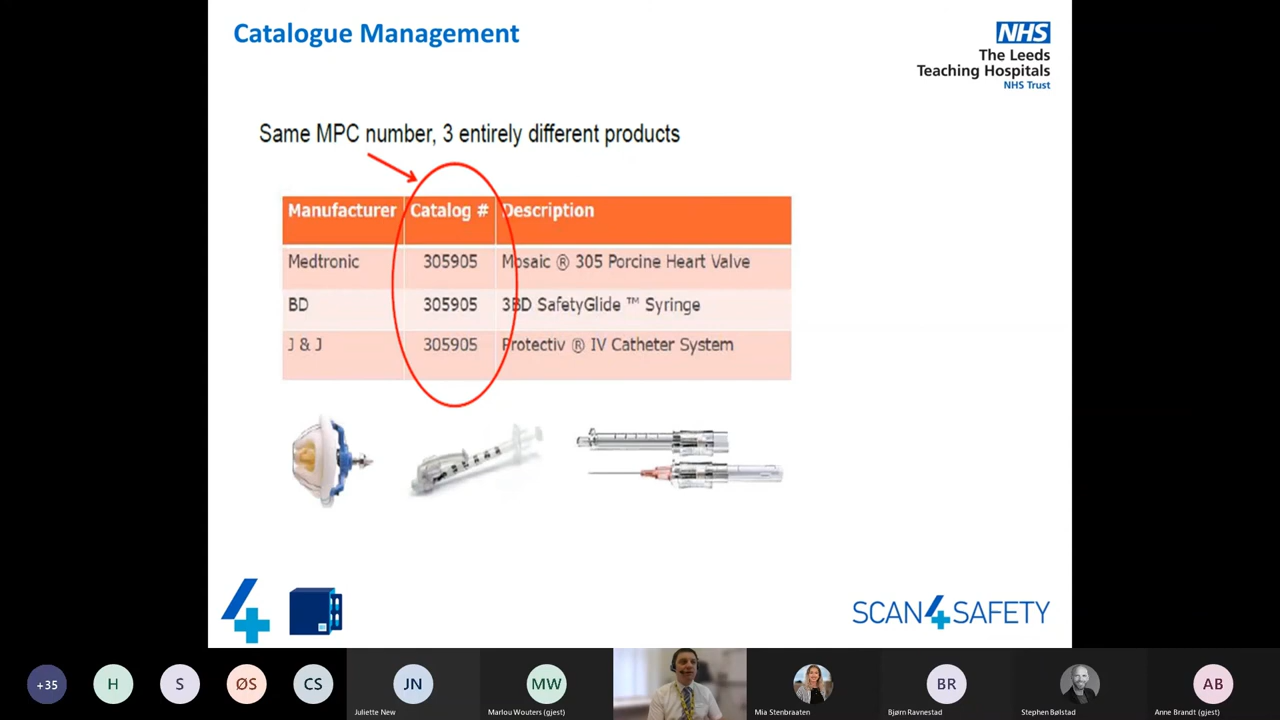 Catalogue Management
NHS
The Leeds
Teaching Hospitals
NHS Trust
Same MPC number, 3 entirely different products
Manufacturer Catalog # Description
Medtronic 305905 Mosaic ® 305 Porcine Heart Valve
BD 305905 3BD SafetyGlide ™ Syringe
J & J 305905 Protectiv ® IV Catheter System
4
SCAN4SAFETY
+35 H S ØS CS JN MW BR AB
Juliette New Marlou Wouters (gjest) Mia Stenbraaten Bjørn Ravnestad Stephen Bølstad Anne Brandt (gjest)